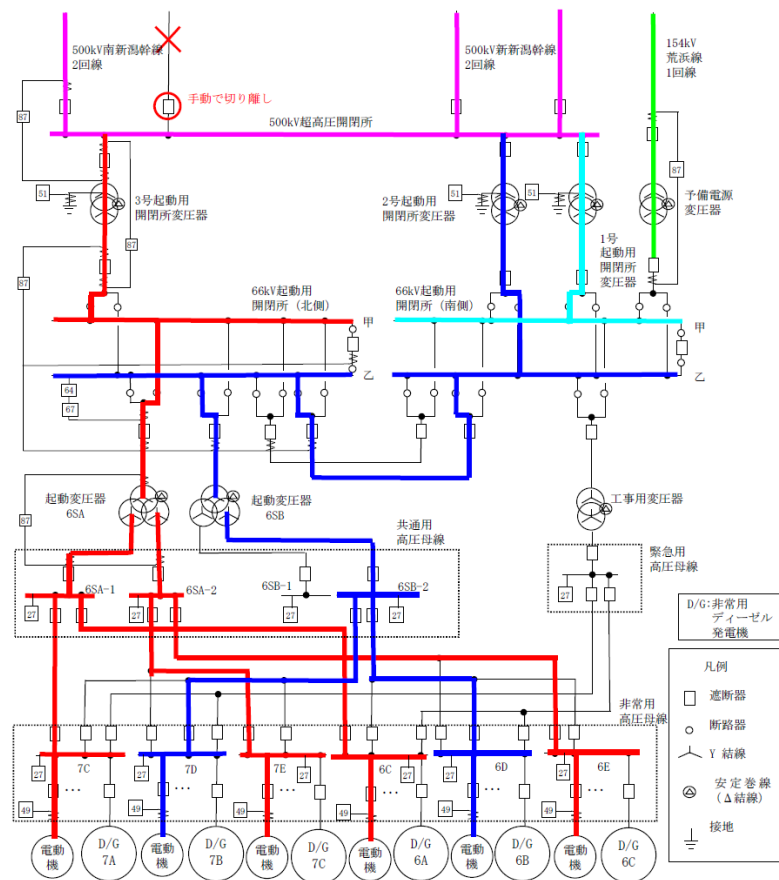 500kV南新潟幹線
2回線
500kV新新潟幹線
2回線
154kV
荒浜線
1回線
手動で切り離し
500kV超高圧開閉所
87
87
51
3号起動用
開閉所変圧器
2号起動用
開閉所変圧器
51
51
予備電源
変圧器
87
87
1号
起動用
開閉所
変圧器
66kV起動用
開閉所（北側）
甲
66kV起動用
開閉所（南側）
甲
乙
乙
64
67
起動変圧器
6SA
起動変圧器
6SB
工事用変圧器
87
共通用
高圧母線
緊急用
高圧母線
6SA-1
6SA-2
6SB-1
6SB-2
27
27
27
27
27
D/G:非常用
ディーゼル
発電機
凡例
遮断器
断路器
Y 結線
安定巻線
(Δ結線)
接地
非常用
高圧母線
7C
7D
7E
6C
6D
6E
27
27
27
27
27
27
49
49
49
49
49
49
…
…
…
…
…
…
電動
機
D/G
7A
電動
機
D/G
7B
電動
機
D/G
7C
電動
機
D/G
6A
電動
機
D/G
6B
電動
機
D/G
6C